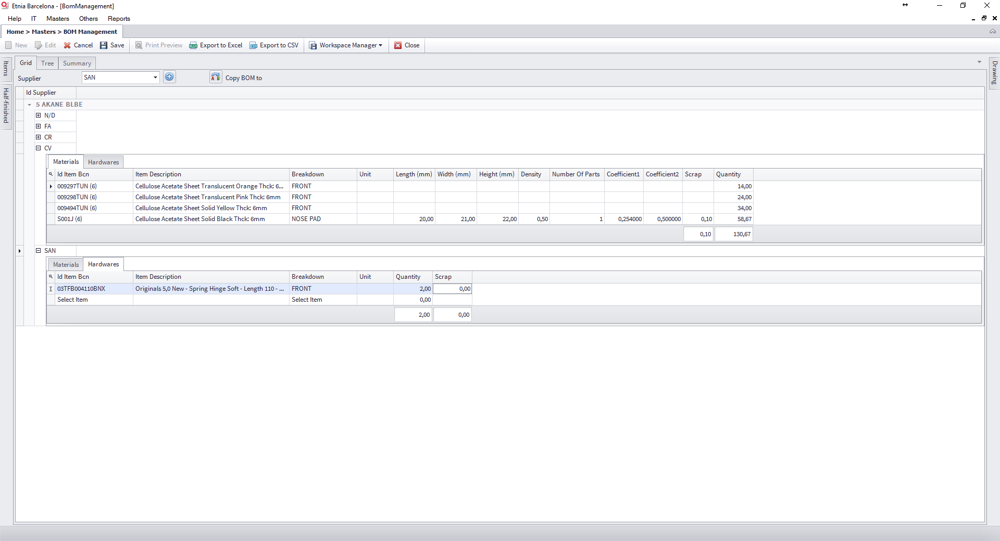 Etnia Barcelona - [BomManagement]
Help IT Masters Others Reports
Home > Masters > BOM Management
New Edit Cancel Save Print Preview Export to Excel Export to CSV Workspace Manager Close
Items
Half-finished
Drawing
Grid Tree Summary
Supplier SAN Copy BOM to
Id Supplier
5 AKANE BLBE
N/D
FA
CR
CV
Materials Hardwares
Id Item Bcn Item Description Breakdown Unit Length (mm) Width (mm) Height (mm) Density Number Of Parts Coefficient1 Coefficient2 Scrap Quantity
009297TUN (6) Cellulose Acetate Sheet Translucent Orange Thck: 6... FRONT 14,00
009298TUN (6) Cellulose Acetate Sheet Translucent Pink Thck: 6mm FRONT 24,00
009494TUN (6) Cellulose Acetate Sheet Solid Yellow Thck: 6mm FRONT 34,00
S001J (6) Cellulose Acetate Sheet Solid Black Thck: 6mm NOSE PAD 20,00 21,00 22,00 0,50 1 0,254000 0,500000 0,10 58,67
0,10 130,67
SAN
Materials Hardwares
Id Item Bcn Item Description Breakdown Unit Quantity Scrap
03TFB004110BNX Originals 5,0 New - Spring Hinge Soft - Length 110 - ... FRONT 2,00 0,00
Select Item Select Item 0,00
2,00 0,00